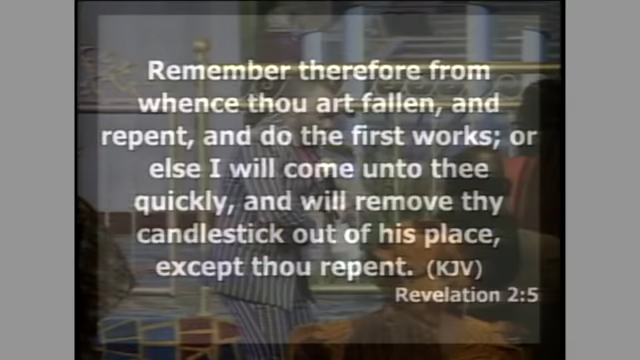 Remember therefore from
whence thou art fallen, and
repent, and do the first works; or
else I will come unto thee
quickly, and will remove thy
candlestick out of his place,
except thou repent. (KJV)
Revelation 2:5